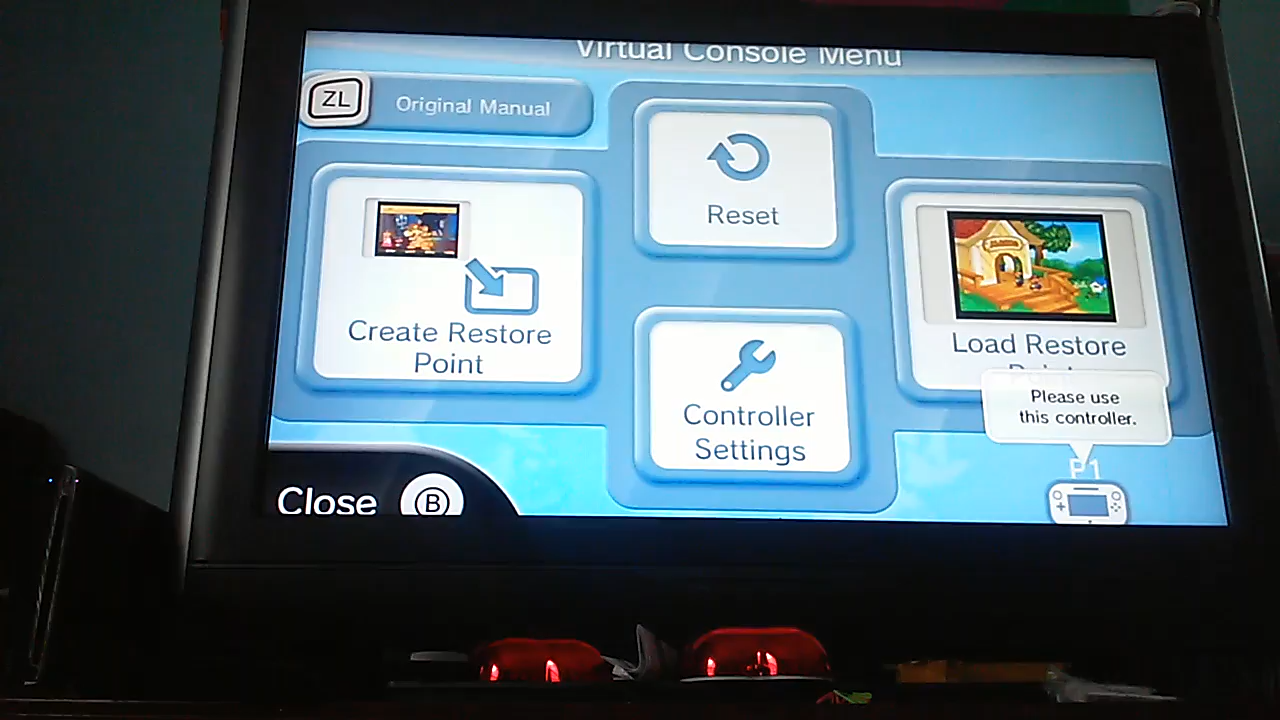 Virtual Console Menu
ZL Original Manual
Reset
Create Restore
Point
Load Restore
Controller
Settings
Please use
this controller.
P1
Close B